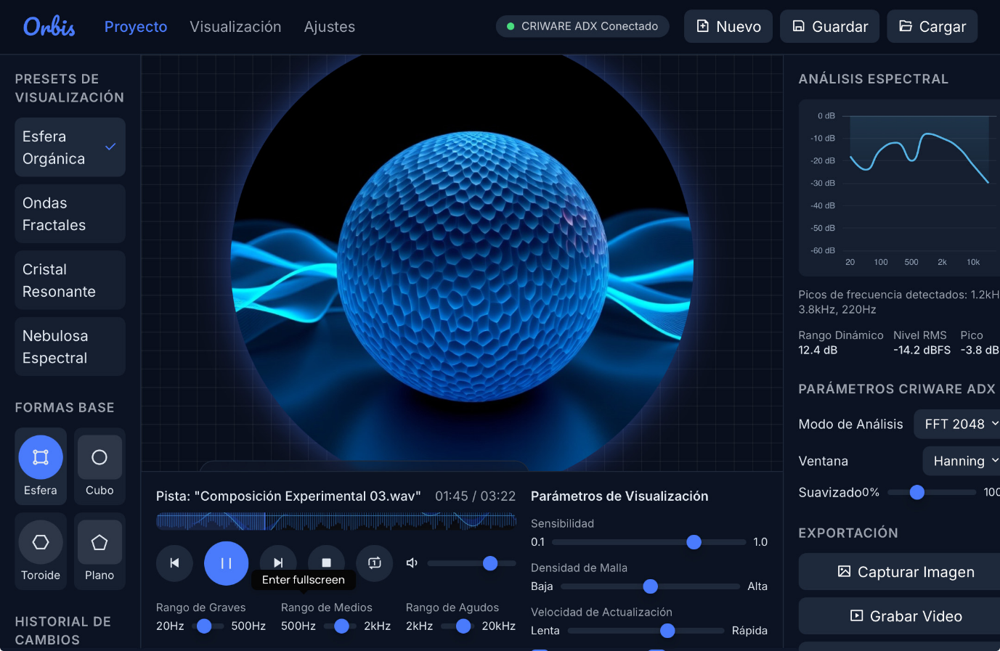 Orbis
Proyecto
Visualización
Ajustes
CRIWARE ADX Conectado
Nuevo
Guardar
Cargar
PRESETS DE
VISUALIZACIÓN
Esfera
Orgánica
Ondas
Fractales
Cristal
Resonante
Nebulosa
Espectral
FORMAS BASE
Esfera
Cubo
Toroide
Plano
HISTORIAL DE
CAMBIOS
Pista: "Composición Experimental 03.wav"
01:45 / 03:22
Enter fullscreen
Rango de Graves
20Hz
500Hz
Rango de Medios
500Hz
2kHz
Rango de Agudos
2kHz
20kHz
Parámetros de Visualización
Sensibilidad
0.1
1.0
Densidad de Malla
Baja
Alta
Velocidad de Actualización
Lenta
Rápida
ANÁLISIS ESPECTRAL
0 dB
-10 dB
-20 dB
-30 dB
-40 dB
-50 dB
-60 dB
20
100
500
2k
10k
Picos de frecuencia detectados: 1.2kH
3.8kHz, 220Hz
Rango Dinámico
12.4 dB
Nivel RMS
-14.2 dBFS
Pico
-3.8 dB
PARÁMETROS CRIWARE ADX
Modo de Análisis
FFT 2048
Ventana
Hanning
Suavizado
0%
100
EXPORTACIÓN
Capturar Imagen
Grabar Video